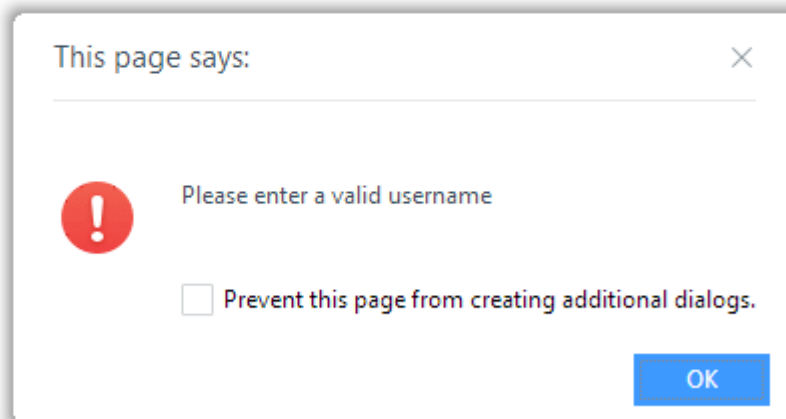 This page says:
Please enter a valid username
Prevent this page from creating additional dialogs.
OK